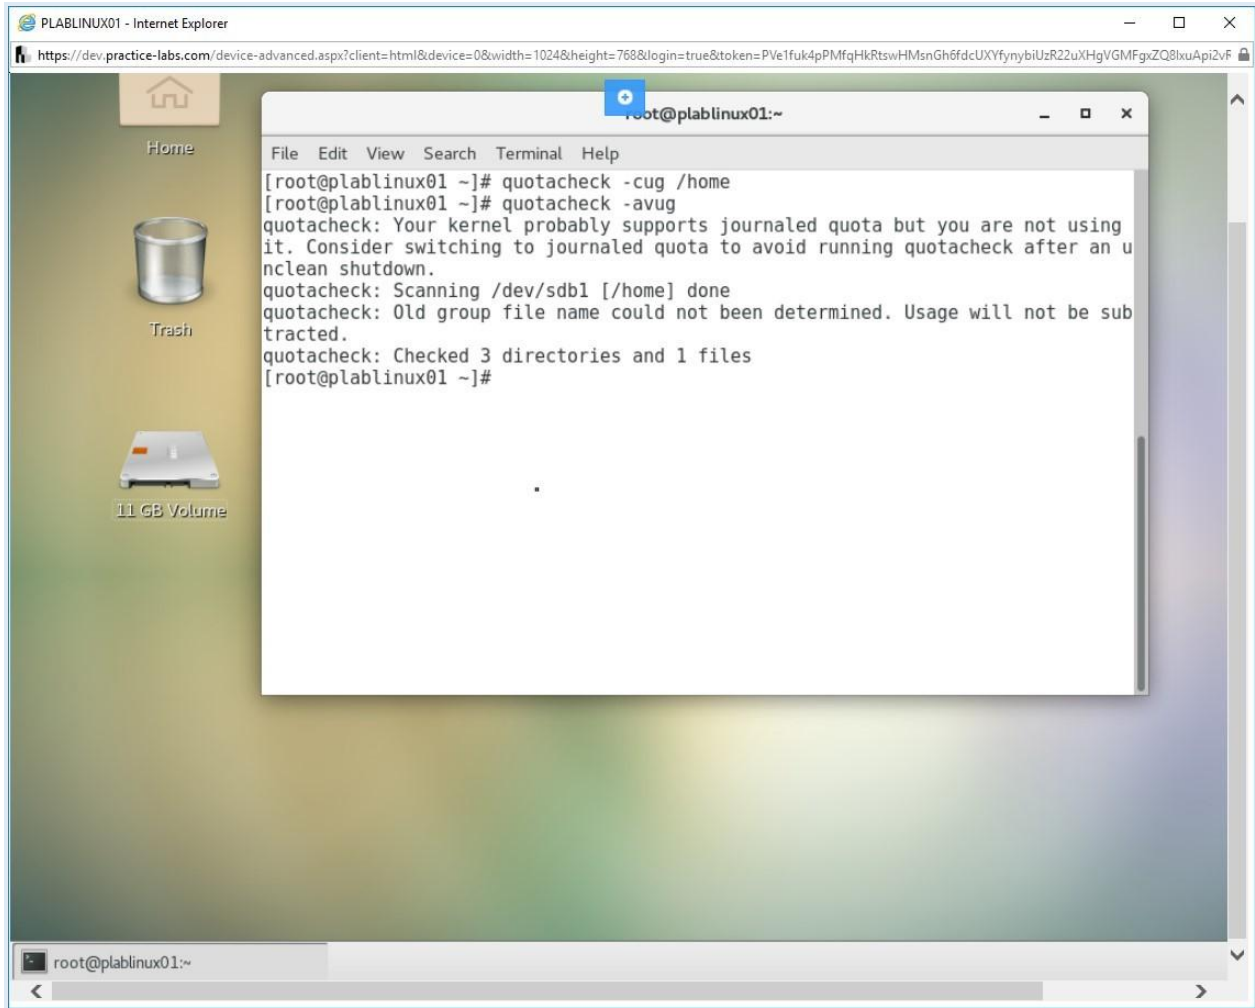 PLABLINUX01 - Internet Explorer
https://dev.practice-labs.com/device-advanced.aspx?client=html&device=0&width=1024&height=768&login=true&token=PVe1fuk4pPMfqHkRtswHMsnGh6fdcUXYfynybiUzR22uXHgVGMFgxZQ8lxuApi2vR
Home
Trash
11 GB Volume
root@plablinux01:~
File Edit View Search Terminal Help
[root@plablinux01 ~]# quotacheck -cug /home
[root@plablinux01 ~]# quotacheck -avug
quotacheck: Your kernel probably supports journaled quota but you are not using
it. Consider switching to journaled quota to avoid running quotacheck after an u
nclean shutdown.
quotacheck: Scanning /dev/sdb1 [/home] done
quotacheck: Old group file name could not been determined. Usage will not be sub
tracted.
quotacheck: Checked 3 directories and 1 files
[root@plablinux01 ~]#
root@plablinux01:~